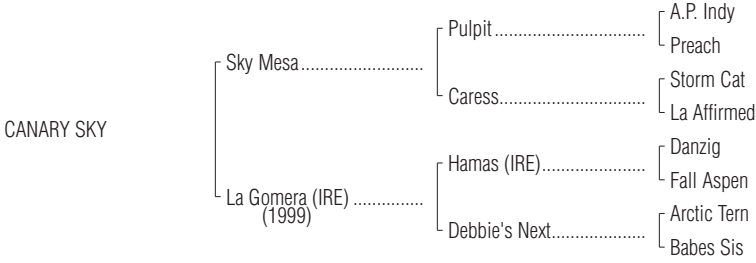 A.P. Indy
Pulpit
Preach
Sky Mesa
Storm Cat
Caress
La Affirmed
CANARY SKY
Danzig
Hamas (IRE)
Fall Aspen
La Gomera (IRE)
(1999)
Arctic Tern
Debbie's Next
Babes Sis